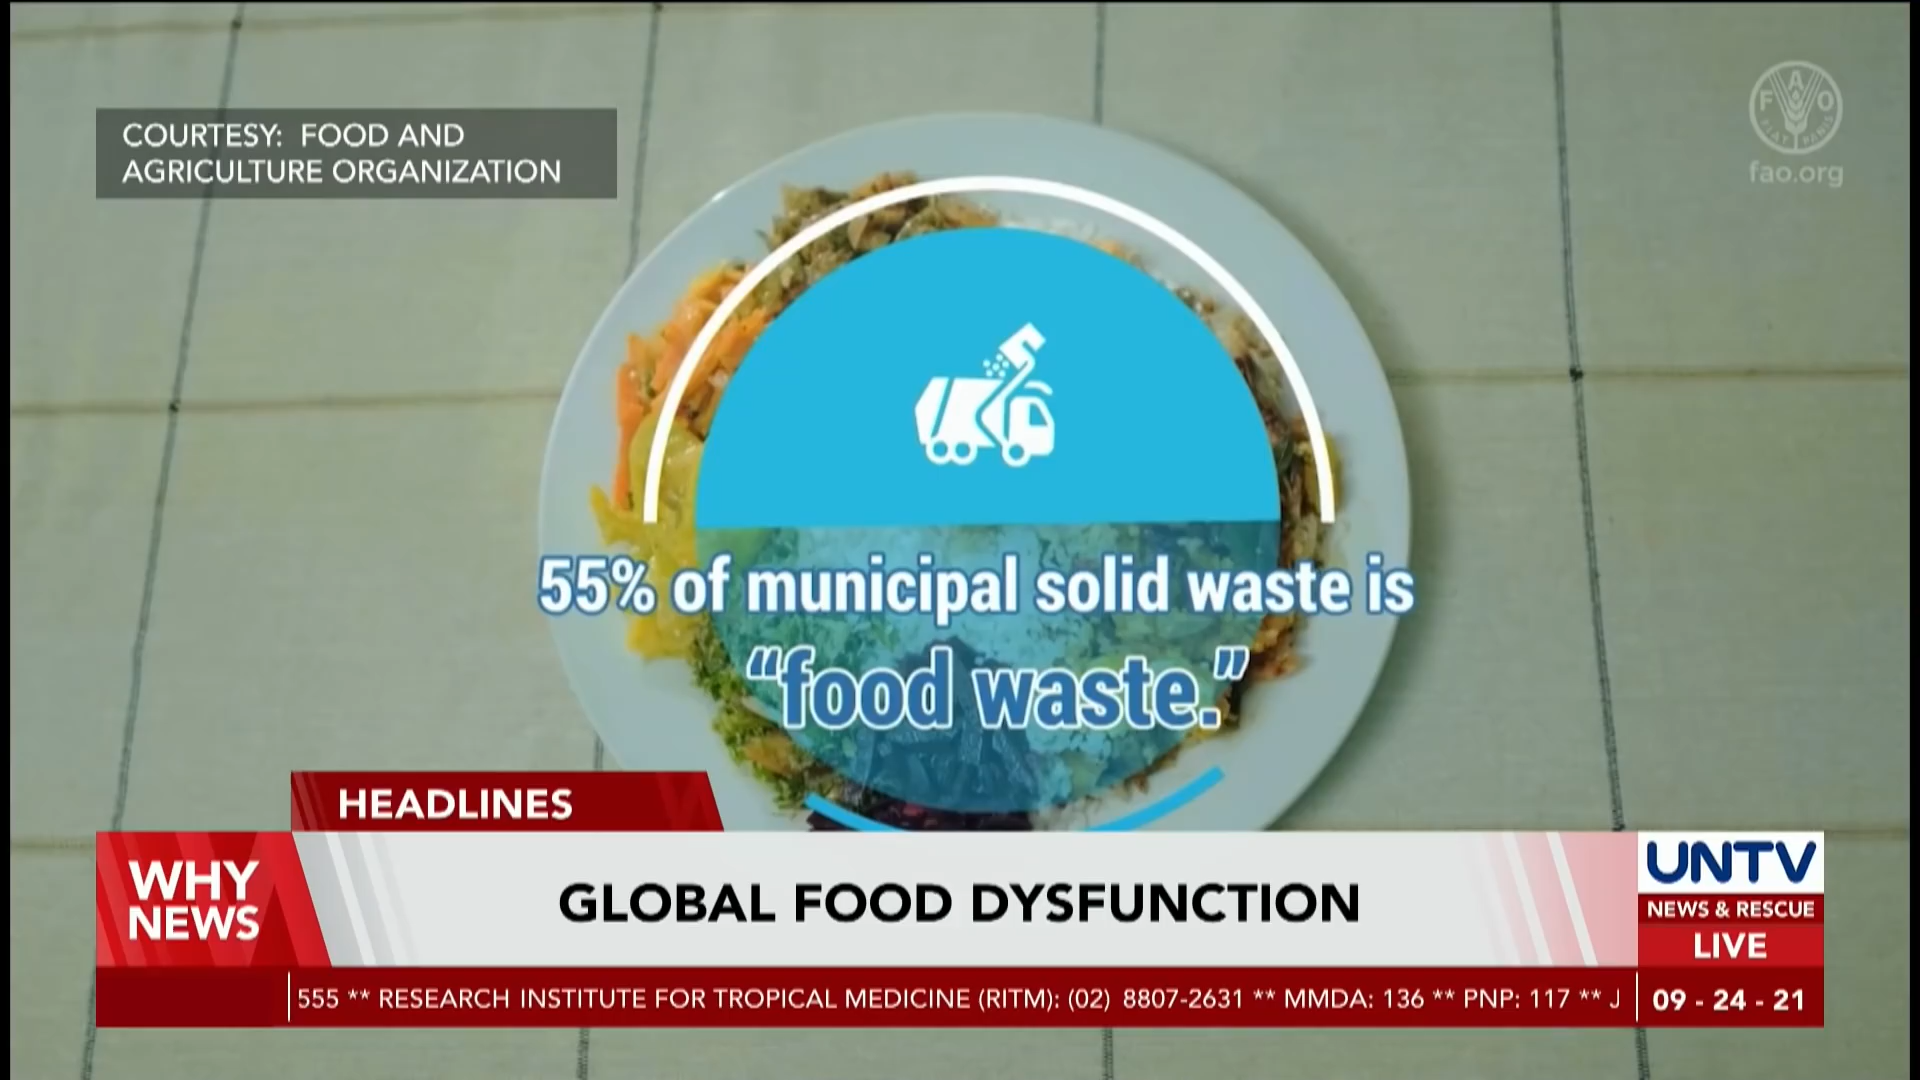 COURTESY: FOOD AND
AGRICULTURE ORGANIZATION
F A O
FIAT PANIS
fao.org
55% of municipal solid waste is
“food waste.”
HEADLINES
WHY
NEWS
GLOBAL FOOD DYSFUNCTION
UNTV
NEWS & RESCUE
LIVE
555 ** RESEARCH INSTITUTE FOR TROPICAL MEDICINE (RITM): (02) 8807-2631 ** MMDA: 136 ** PNP: 117 ** J
09 - 24 - 21